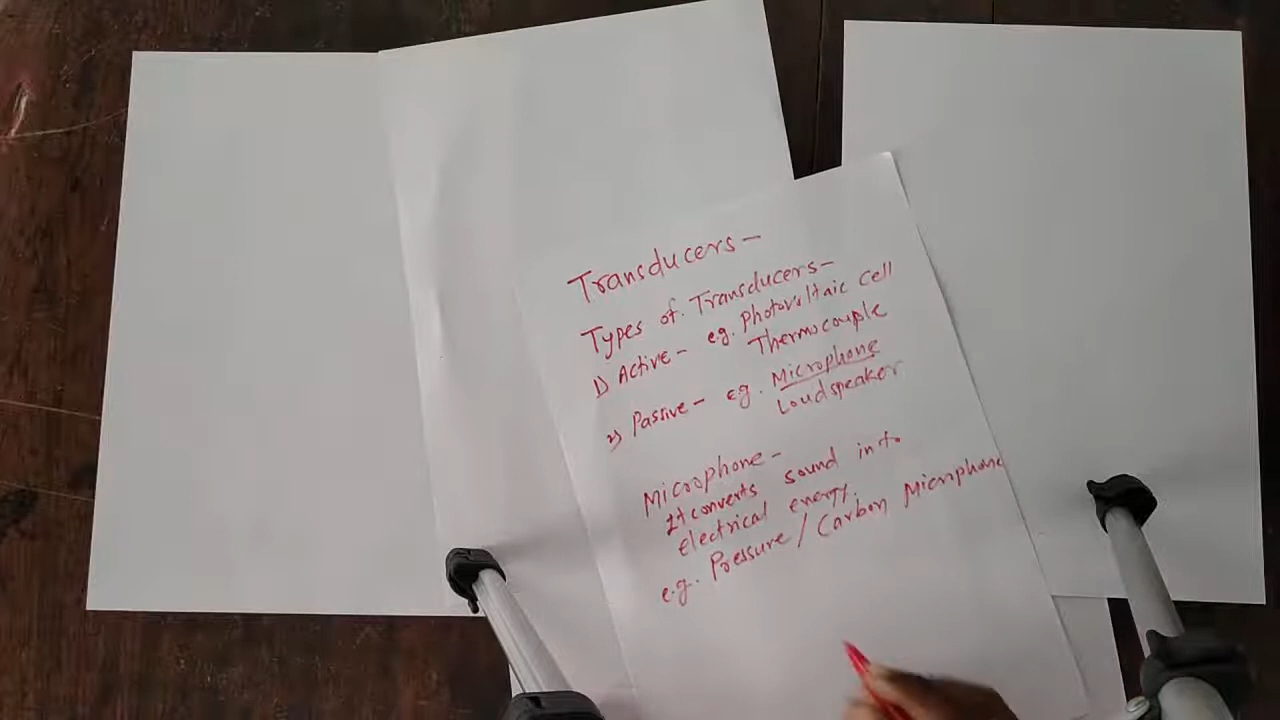 Transducers-
Types of Transducers-
1) Active- e.g. Photovoltaic Cell
Thermocouple
2) Passive- eg. Microphone
Loudspeaker
Microphone-
It converts sound into
electrical energy.
e.g. Pressure/Carbon Microphone